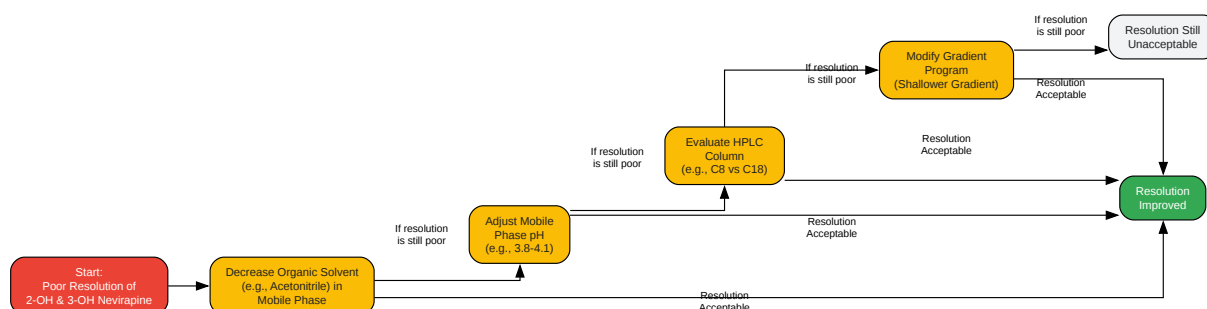 Start:
Poor Resolution of
2-OH & 3-OH Nevirapine
Decrease Organic Solvent
(e.g., Acetonitrile) in
Mobile Phase
If resolution
is still poor
Resolution
Acceptable
Adjust Mobile
Phase pH
(e.g., 3.8-4.1)
If resolution
is still poor
Resolution
Acceptable
Evaluate HPLC
Column
(e.g., C8 vs C18)
If resolution
is still poor
Resolution
Acceptable
Modify Gradient
Program
(Shallower Gradient)
If resolution
is still poor
Resolution
Acceptable
Resolution Still
Unacceptable
Resolution
Improved